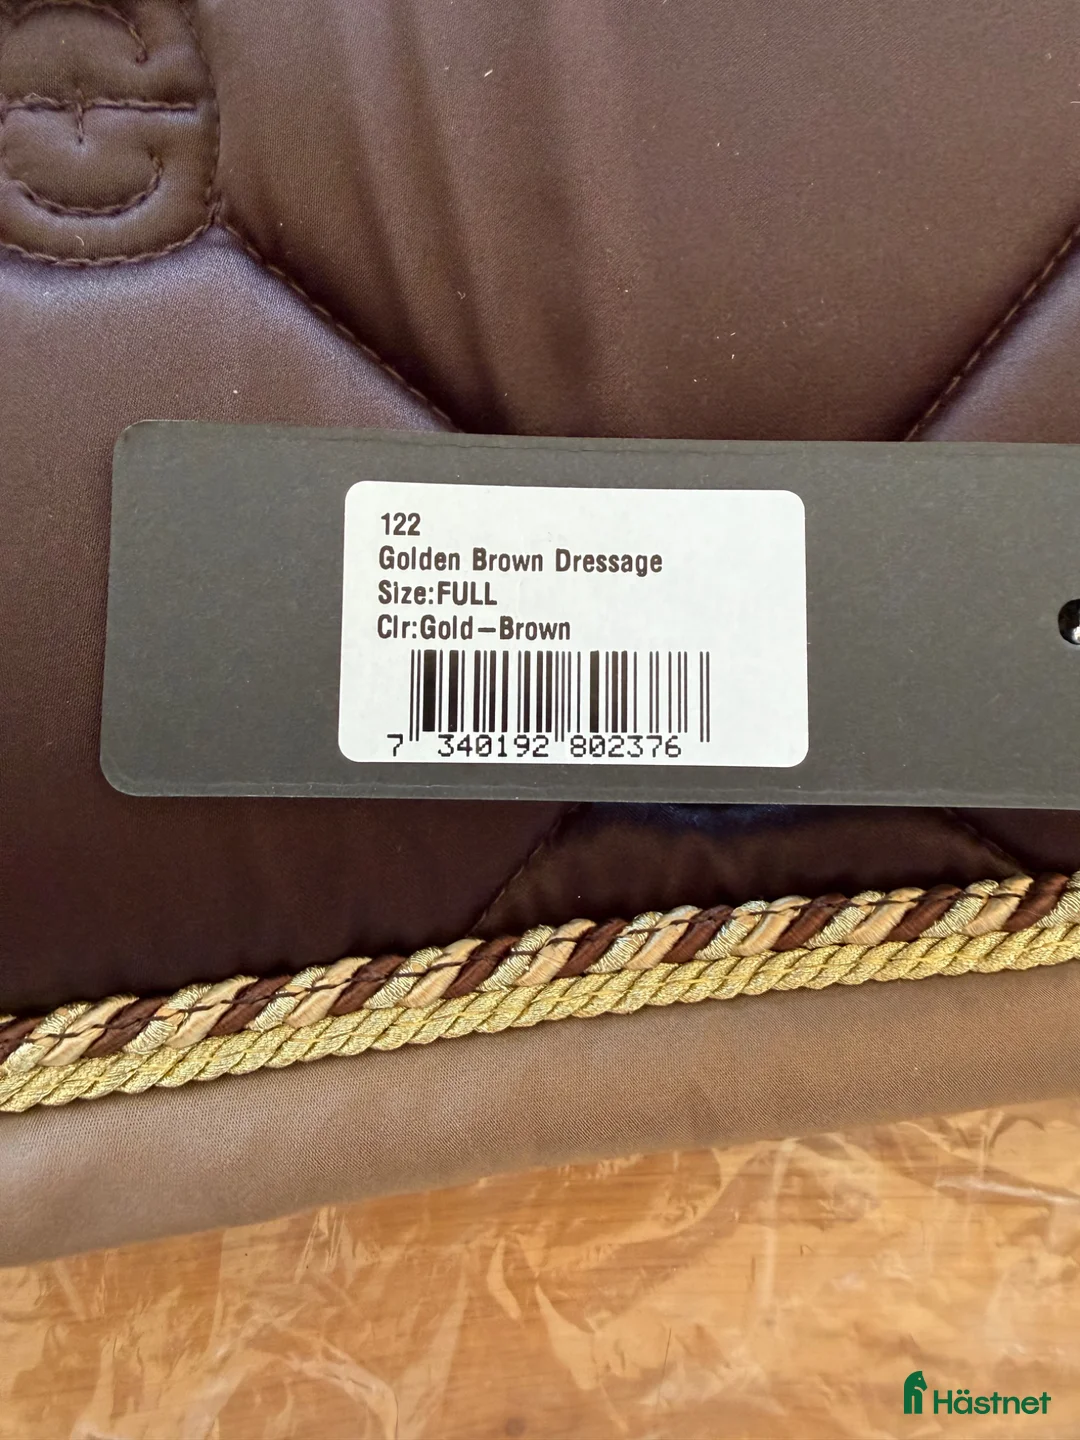 122
Golden Brown Dressage
Size:FULL
Clr:Gold-Brown
7 340192 802376
Hästnet